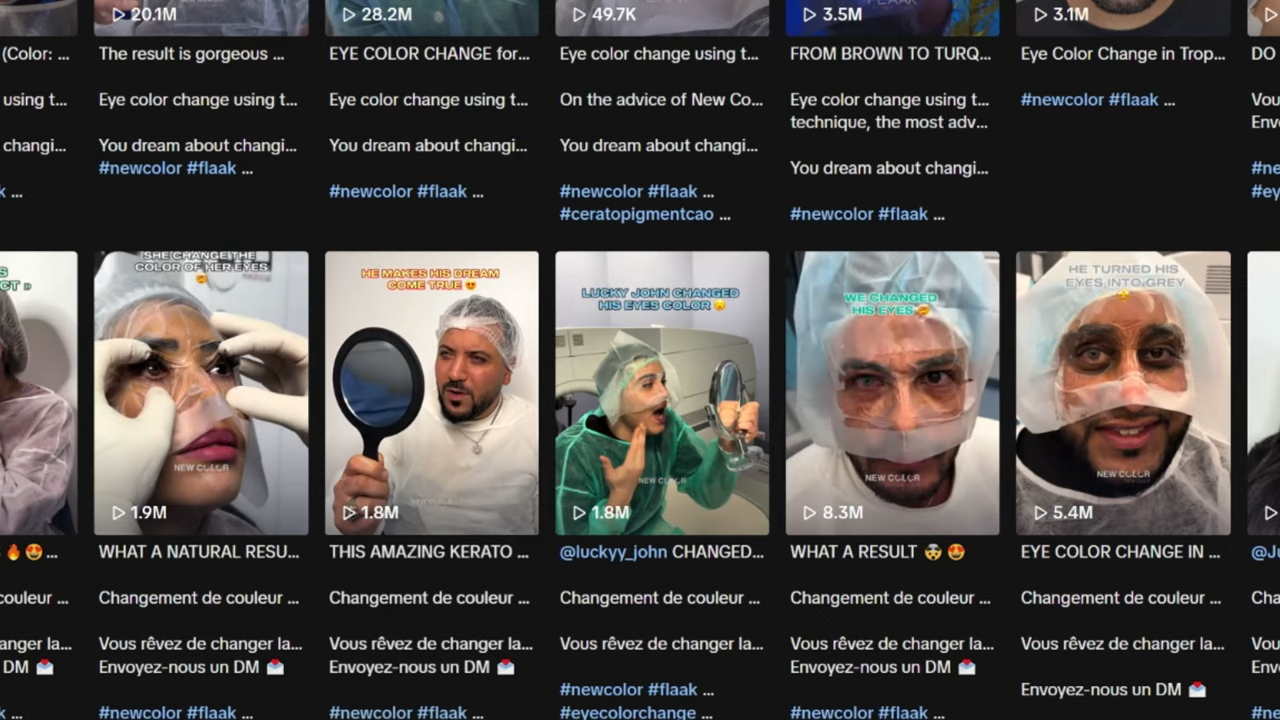 20.1M
28.2M
49.7K
3.5M
3.1M
(Color: ...
The result is gorgeous ...
EYE COLOR CHANGE for...
Eye color change using t...
FROM BROWN TO TURQ...
Eye Color Change in Trop...
DO
using t...
Eye color change using t...
Eye color change using t...
On the advice of New Co...
Eye color change using t...
technique, the most adv...
#newcolor #flaak ...
Vou
Env
changi...
You dream about changi...
#newcolor #flaak ...
You dream about changi...
You dream about changi...
You dream about changi...
#ne
#ey
k ...
#newcolor #flaak ...
#newcolor #flaak ...
#ceratopigmentcao ...
#newcolor #flaak ...
S
CT »
SHE CHANGE THE
COLOR OF HER EYES
🤯
NEW COLOR
1.9M
HE MAKES HIS DREAM
COME TRUE 😍
1.8M
LUCKY JOHN CHANGED
HIS EYES COLOR
NEW COLOR
1.8M
WE CHANGED
HIS EYES 🤯
NEW COLOR
8.3M
HE TURNED HIS
EYES INTO GREY
NEW COLOR
5.4M
🔥😍...
WHAT A NATURAL RESU...
THIS AMAZING KERATO ...
@luckyy_john CHANGED...
WHAT A RESULT 🤯 😍
EYE COLOR CHANGE IN ...
@Ju
couleur ...
Changement de couleur ...
Changement de couleur ...
Changement de couleur ...
Changement de couleur ...
Changement de couleur ...
Cha
anger la...
DM 💌
Vous rêvez de changer la...
Envoyez-nous un DM 💌
Vous rêvez de changer la...
Envoyez-nous un DM 💌
Vous rêvez de changer la...
Vous rêvez de changer la...
Envoyez-nous un DM 💌
Vous rêvez de changer la...
Envoyez-nous un DM 💌
Vou
Env
k ...
#newcolor #flaak ...
#newcolor #flaak ...
#newcolor #flaak ...
#eyecolorchange ...
#newcolor #flaak ...
#ne